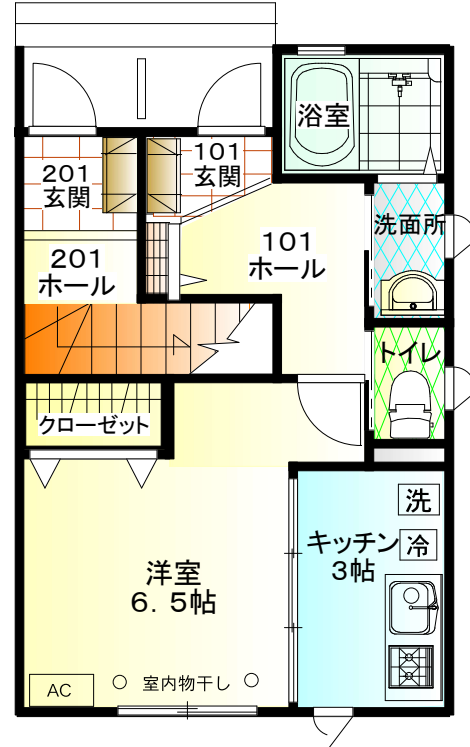 浴室
101
玄関
201
玄関
洗面所
101
ホール
201
ホール
トイレ
クローゼット
洗
キッチン
3帖
冷
洋室
6.5帖
室内物干し
AC